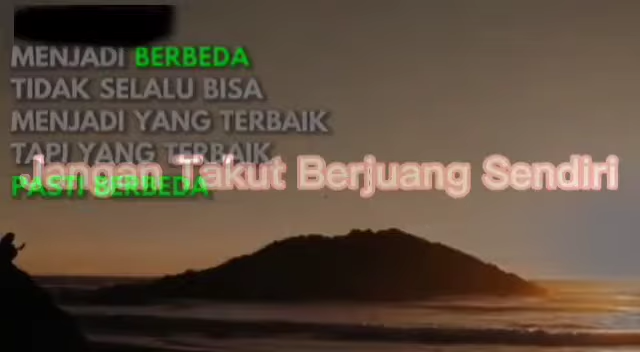 MENJADI BERBEDA
TIDAK SELALU BISA
MENJADI YANG TERBAIK
TAPI YANG TERBAIK
PASTI BERBEDA
Jangan Takut Berjuang Sendiri